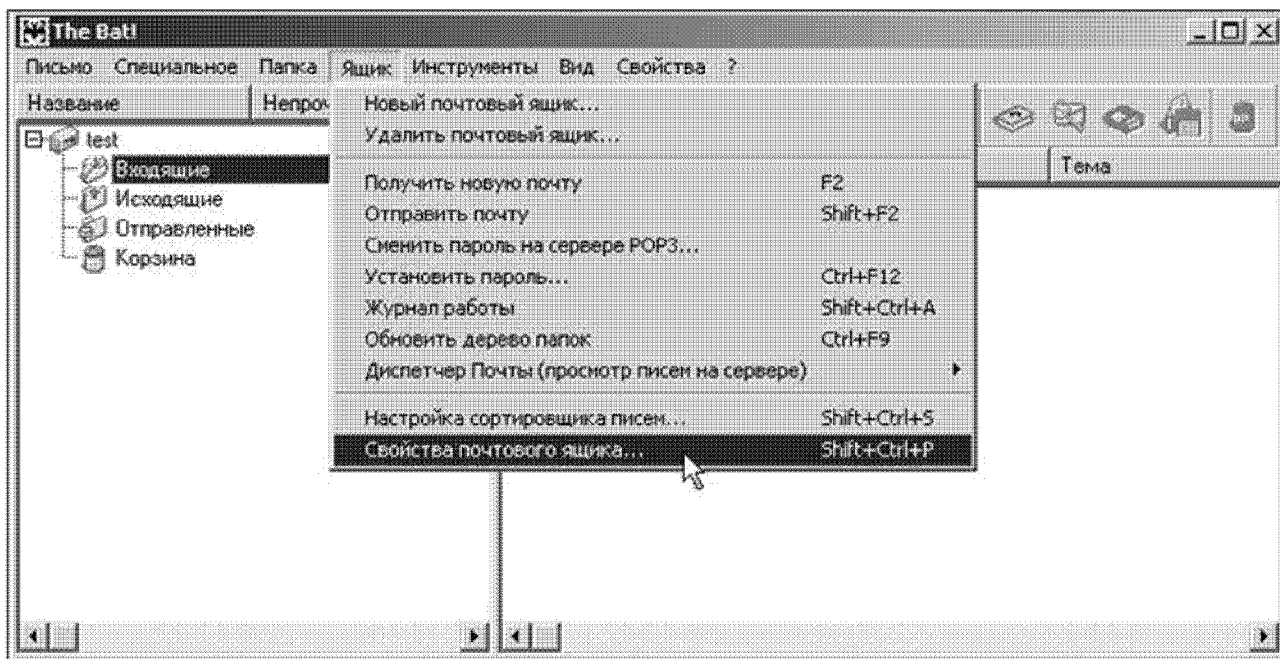 The Bat!
Письмо Специальное Папка Ящик Инструменты Вид Свойства ?
Название
Новый почтовый ящик...
Удалить почтовый ящик...
Получить новую почту F2
Отправить почту Shift+F2
Сменить пароль на сервере POP3...
Установить пароль... Ctrl+F12
Журнал работы Shift+Ctrl+A
Обновить дерево папок Ctrl+F9
Диспетчер Почты (просмотр писем на сервере)
Настройка сортировщика писем... Shift+Ctrl+S
Свойства почтового ящика... Shift+Ctrl+P
test
Входящие
Исходящие
Отправленные
Корзина
Тема